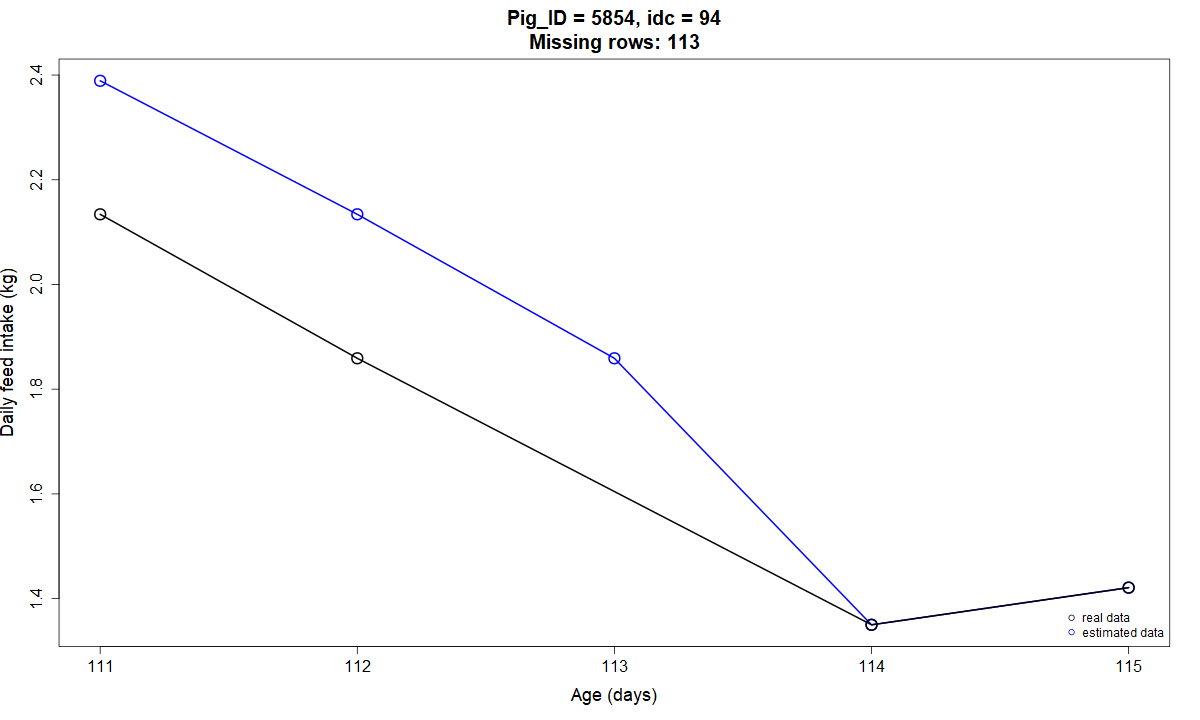 Pig_ID = 5854, idc = 94
Missing rows: 113
2.4
2.2
2.0
1.8
1.6
1.4
Daily feed intake (kg)
111
112
113
114
115
Age (days)
real data
estimated data